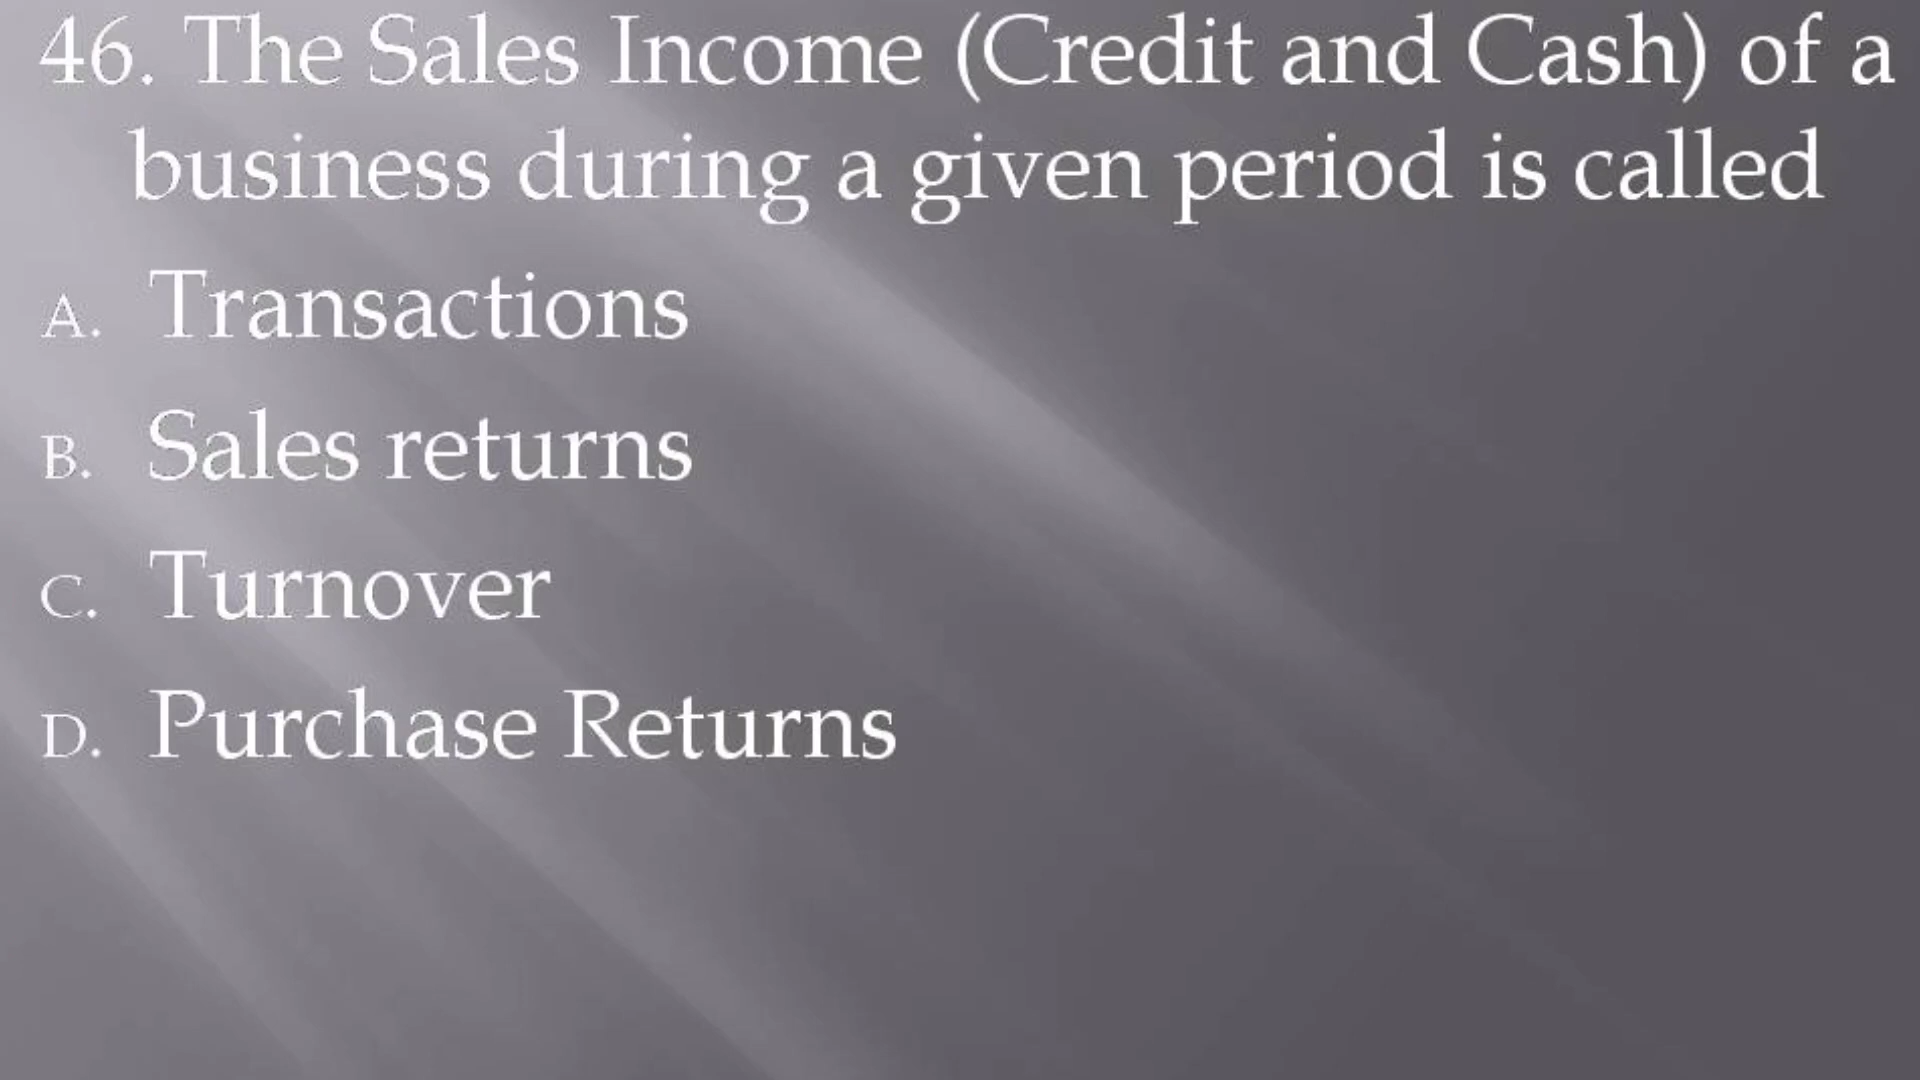 46. The Sales Income (Credit and Cash) of a
business during a given period is called
A. Transactions
B. Sales returns
C. Turnover
D. Purchase Returns